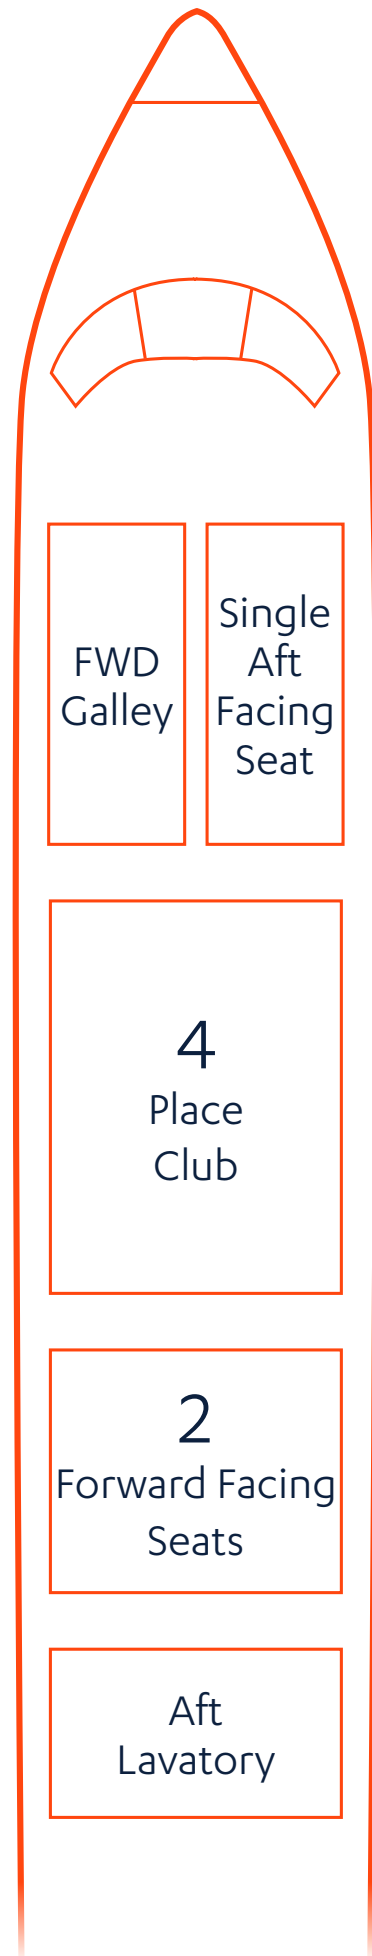 FWD
Galley
Single
Aft
Facing
Seat
4
Place
Club
2
Forward Facing
Seats
Aft
Lavatory